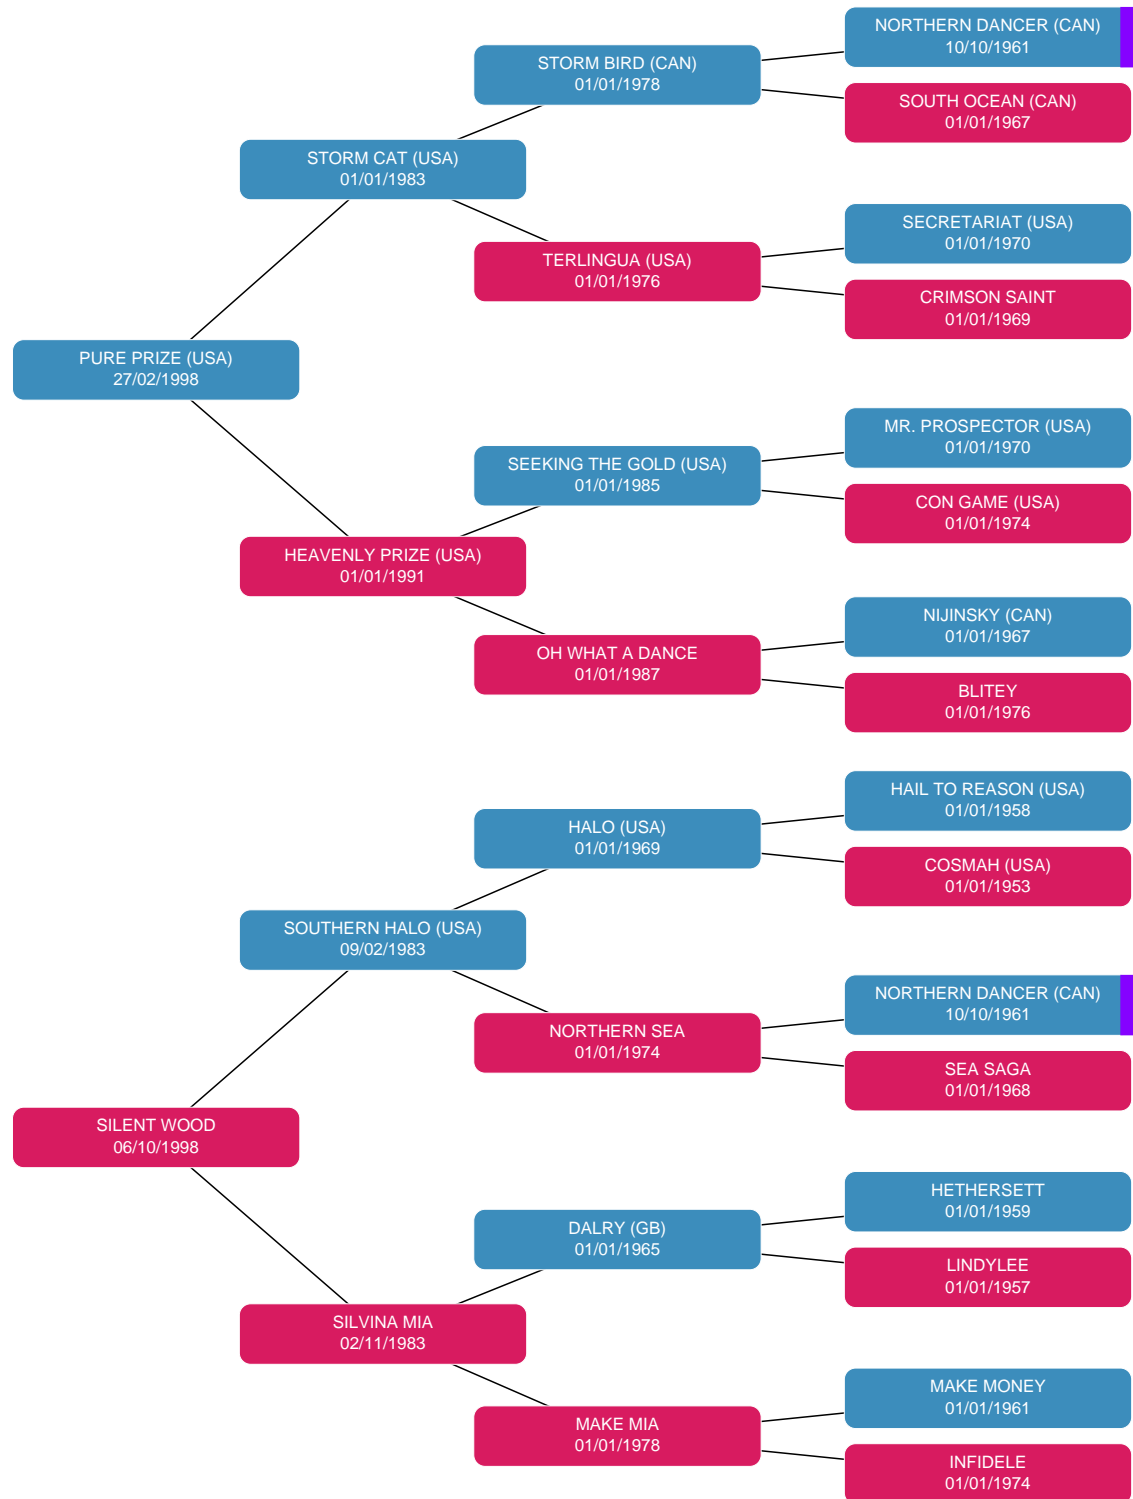 NORTHERN DANCER (CAN)
10/10/1961
STORM BIRD (CAN)
01/01/1978
SOUTH OCEAN (CAN)
01/01/1967
STORM CAT (USA)
01/01/1983
SECRETARIAT (USA)
01/01/1970
TERLINGUA (USA)
01/01/1976
CRIMSON SAINT
01/01/1969
PURE PRIZE (USA)
27/02/1998
MR. PROSPECTOR (USA)
01/01/1970
SEEKING THE GOLD (USA)
01/01/1985
CON GAME (USA)
01/01/1974
HEAVENLY PRIZE (USA)
01/01/1991
NIJINSKY (CAN)
01/01/1967
OH WHAT A DANCE
01/01/1987
BLITEY
01/01/1976
HAIL TO REASON (USA)
01/01/1958
HALO (USA)
01/01/1969
COSMAH (USA)
01/01/1953
SOUTHERN HALO (USA)
09/02/1983
NORTHERN DANCER (CAN)
10/10/1961
NORTHERN SEA
01/01/1974
SEA SAGA
01/01/1968
SILENT WOOD
06/10/1998
HETHERSETT
01/01/1959
DALRY (GB)
01/01/1965
LINDYLEE
01/01/1957
SILVINA MIA
02/11/1983
MAKE MONEY
01/01/1961
MAKE MIA
01/01/1978
INFIDELE
01/01/1974